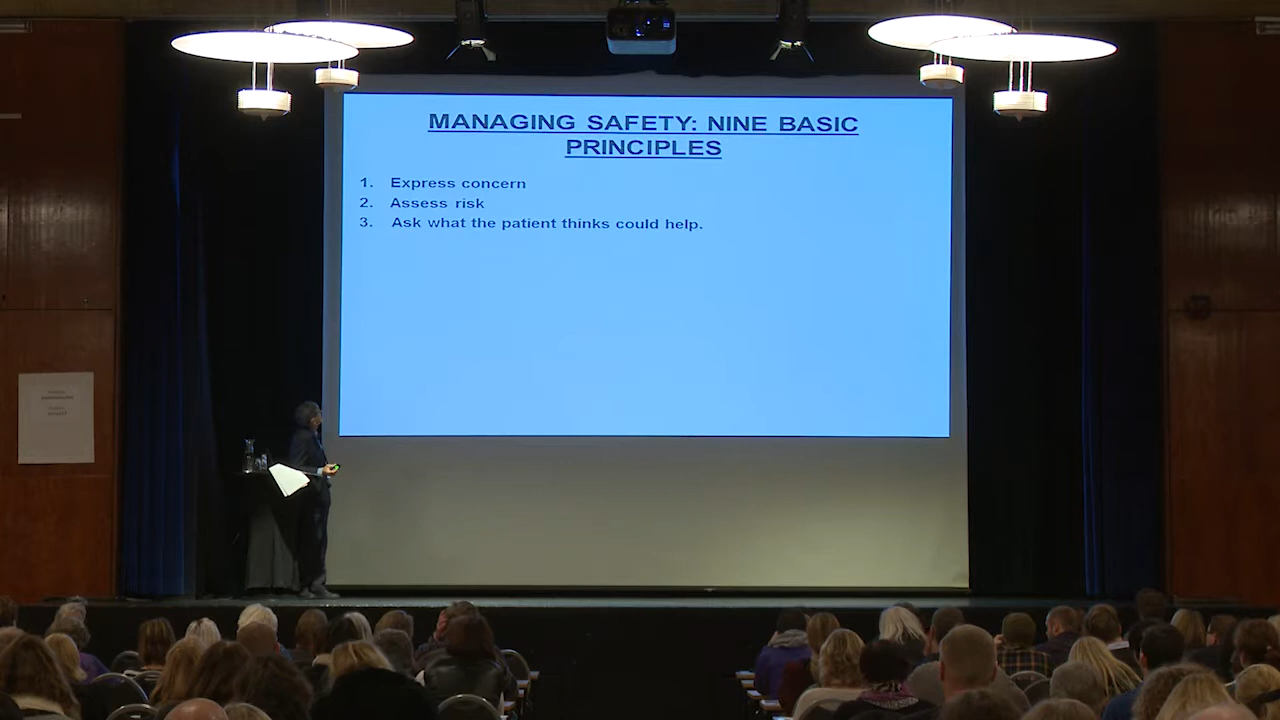 MANAGING SAFETY: NINE BASIC
PRINCIPLES
1. Express concern
2. Assess risk
3. Ask what the patient thinks could help.